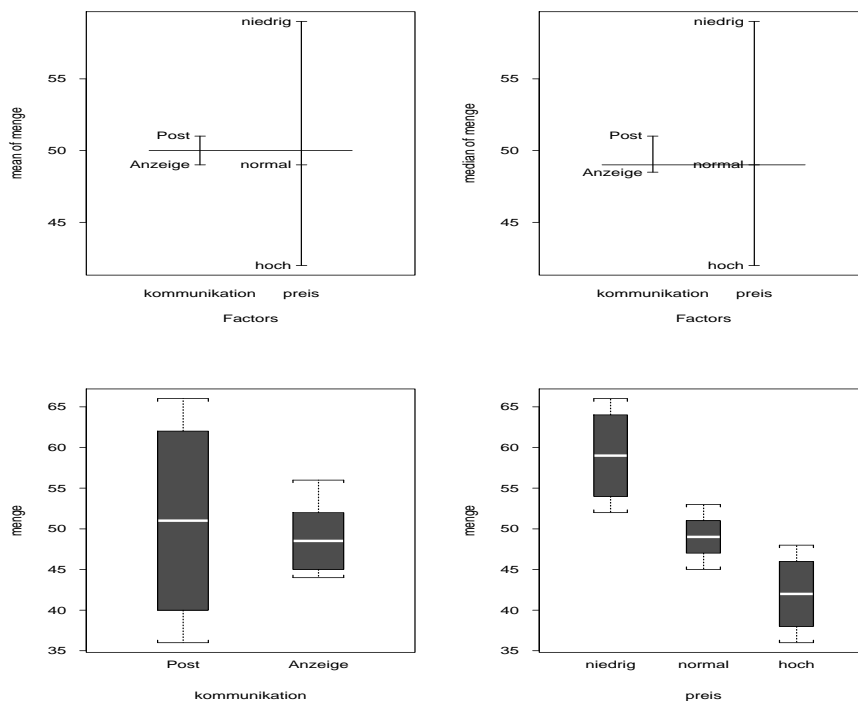 mean of menge
55
50
45
niedrig
Post
Anzeige
normal
hoch
kommunikation preis
Factors
median of menge
55
50
45
niedrig
Post
Anzeige
normal
hoch
kommunikation preis
Factors
menge
65
60
55
50
45
40
35
Post Anzeige
kommunikation
menge
65
60
55
50
45
40
35
niedrig normal hoch
preis